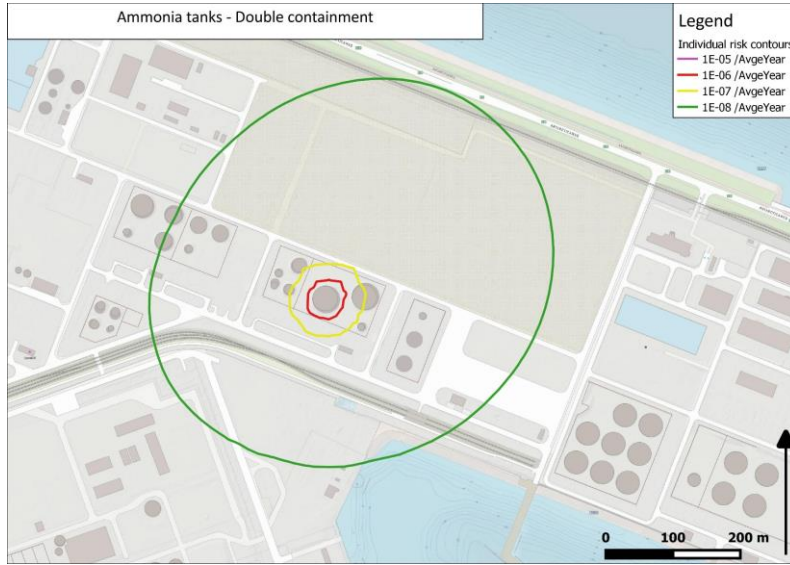 Ammonia tanks - Double containment
Legend
Individual risk contours
1E-05 /AvgeYear
1E-06 /AvgeYear
1E-07 /AvgeYear
1E-08 /AvgeYear
0 100 200 m